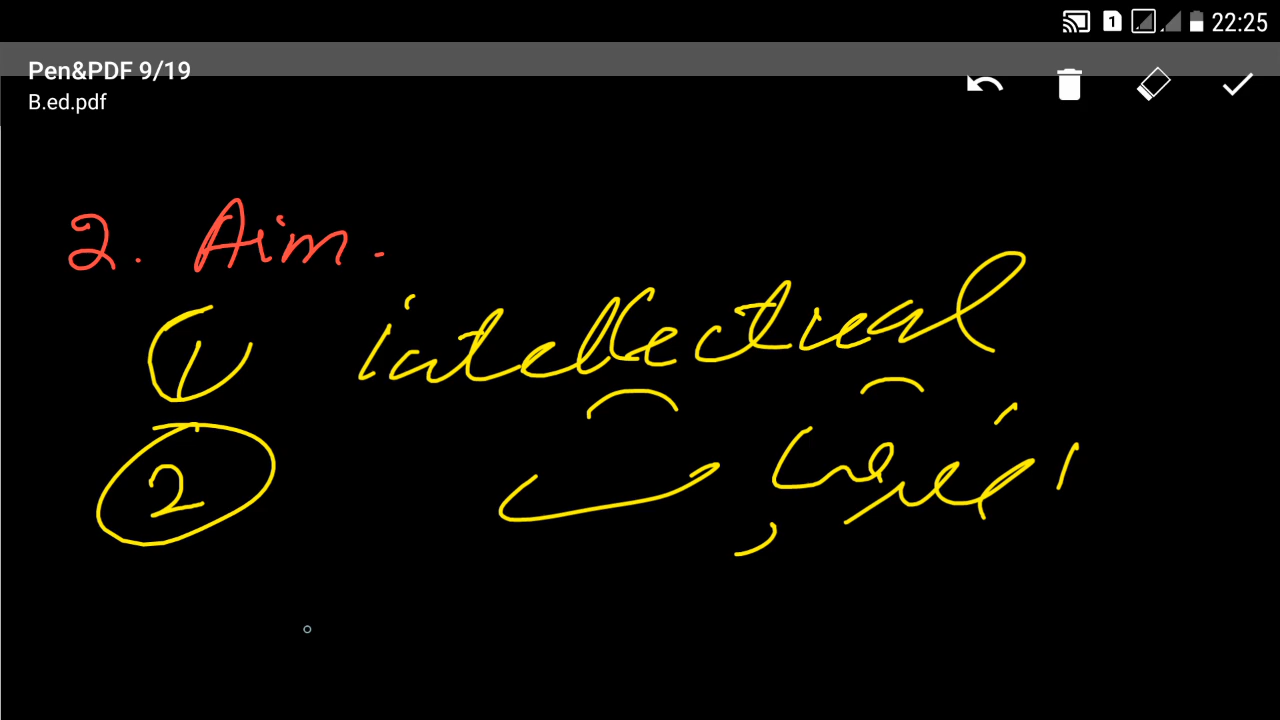 22:25
Pen&PDF 9/19
B.ed.pdf
2. Aim.
① intellectual
②